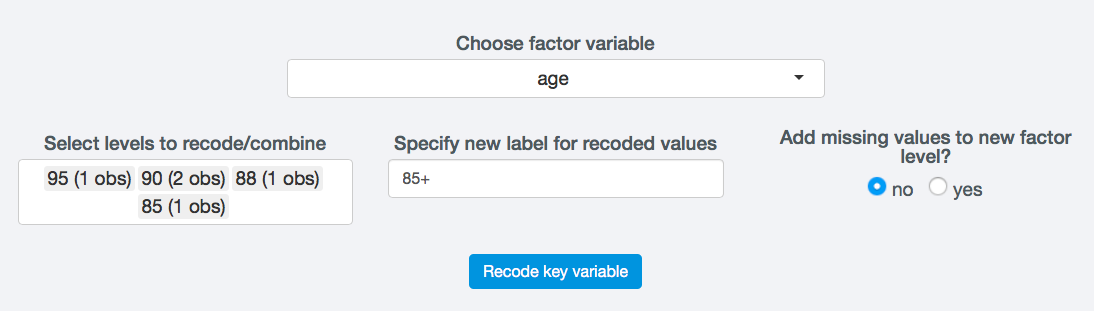 Choose factor variable
age
Select levels to recode/combine
95 (1 obs) 90 (2 obs) 88 (1 obs)
85 (1 obs)
Specify new label for recoded values
85+
Add missing values to new factor
level?
no yes
Recode key variable